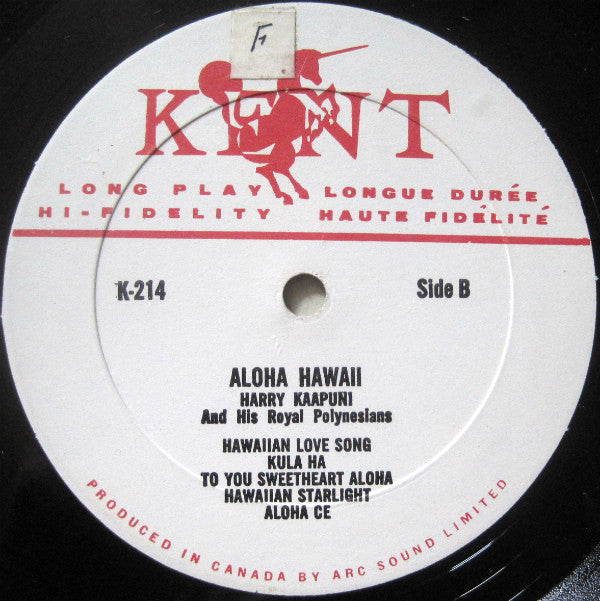 F
KENT
LONG PLAY LONGUE DURÉE
HI-FIDELITY HAUTE FIDÉLITÉ
K-214 Side B
ALOHA HAWAII
HARRY KAAPUNI
And His Royal Polynesians
HAWAIIAN LOVE SONG
KULA HA
TO YOU SWEETHEART ALOHA
HAWAIIAN STARLIGHT
ALOHA CE
PRODUCED IN CANADA BY ARC SOUND LIMITED